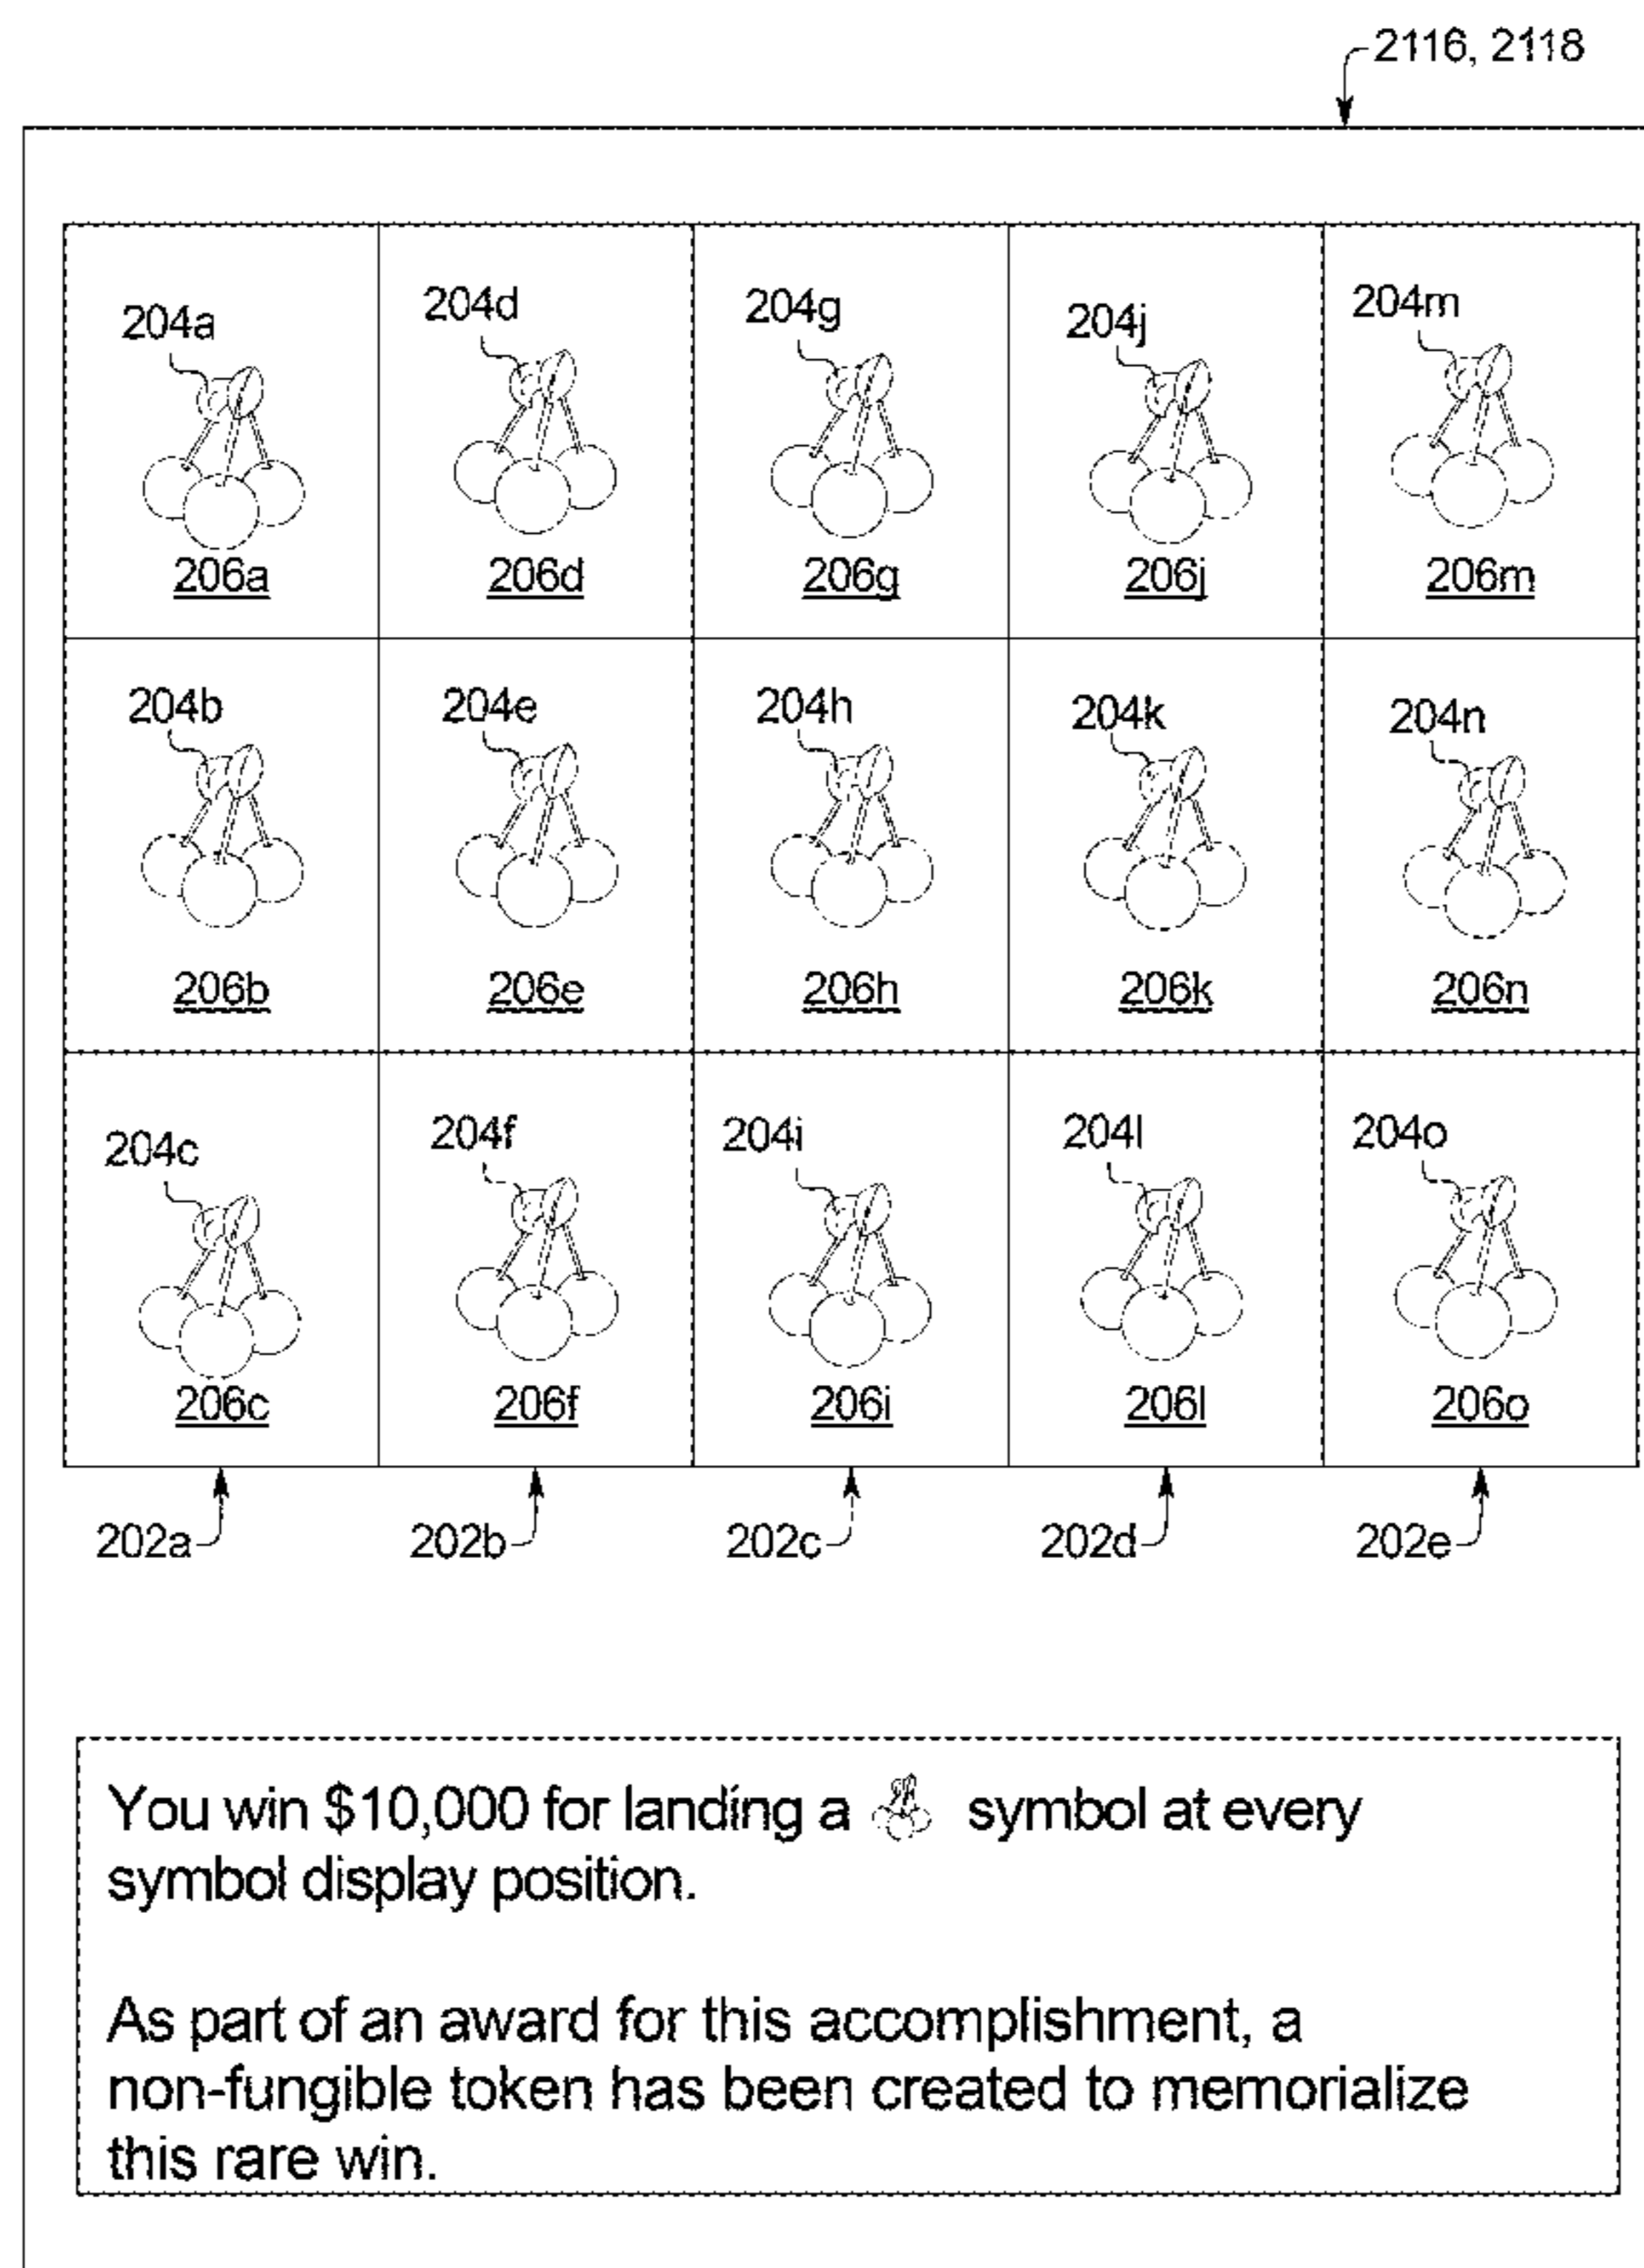 2116, 2118
204a 204d 204g 204j 204m
206a 206d 206g 206j 206m
204b 204e 204h 204k 204n
206b 206e 206h 206k 206n
204c 204f 204i 204l 204o
206c 206f 206i 206l 206o
202a 202b 202c 202d 202e
You win $10,000 for landing a symbol at every
symbol display position.
As part of an award for this accomplishment, a
non-fungible token has been created to memorialize
this rare win.